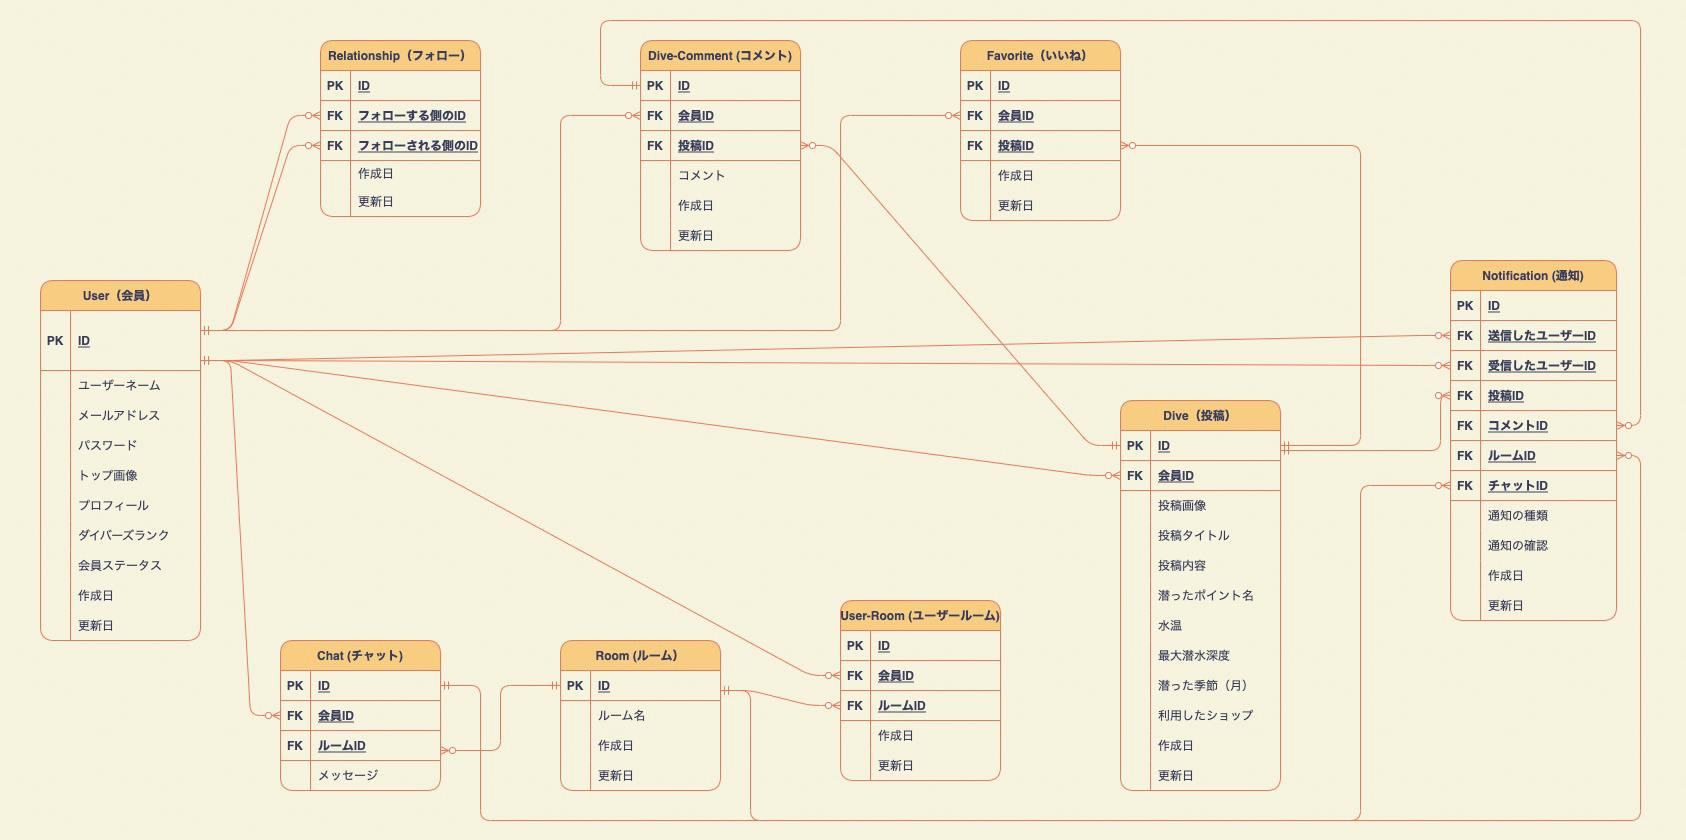 Relationship（フォロー）
PK ID
FK フォローする側のID
FK フォローされる側のID
作成日
更新日
Dive-Comment (コメント)
PK ID
FK 会員ID
FK 投稿ID
コメント
作成日
更新日
Favorite（いいね）
PK ID
FK 会員ID
FK 投稿ID
作成日
更新日
User（会員）
PK ID
ユーザーネーム
メールアドレス
パスワード
トップ画像
プロフィール
ダイバーズランク
会員ステータス
作成日
更新日
Notification (通知)
PK ID
FK 送信したユーザーID
FK 受信したユーザーID
FK 投稿ID
FK コメントID
FK ルームID
FK チャットID
通知の種類
通知の確認
作成日
更新日
Dive（投稿）
PK ID
FK 会員ID
投稿画像
投稿タイトル
投稿内容
潜ったポイント名
水温
最大潜水深度
潜った季節（月）
利用したショップ
作成日
更新日
Chat (チャット)
PK ID
FK 会員ID
FK ルームID
メッセージ
Room (ルーム）
PK ID
ルーム名
作成日
更新日
User-Room (ユーザールーム)
PK ID
FK 会員ID
FK ルームID
作成日
更新日